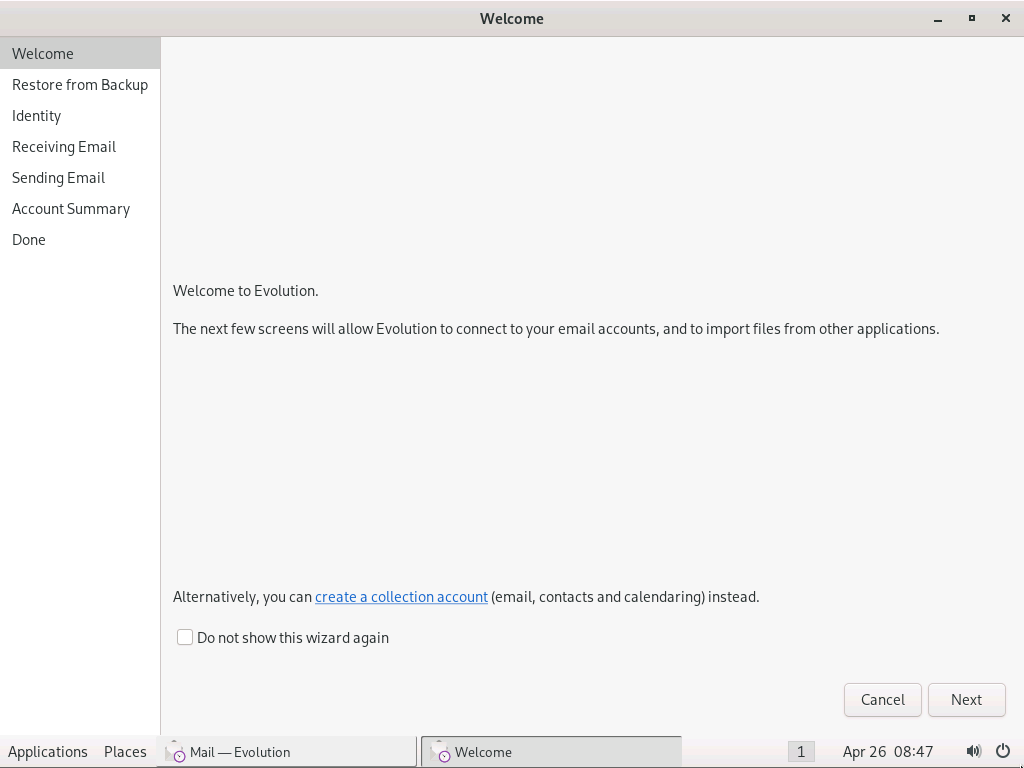 Welcome
Welcome
Restore from Backup
Identity
Receiving Email
Sending Email
Account Summary
Done
Welcome to Evolution.
The next few screens will allow Evolution to connect to your email accounts, and to import files from other applications.
Alternatively, you can create a collection account (email, contacts and calendaring) instead.
Do not show this wizard again
Cancel Next
Applications Places Mail — Evolution Welcome 1 Apr 26 08:47